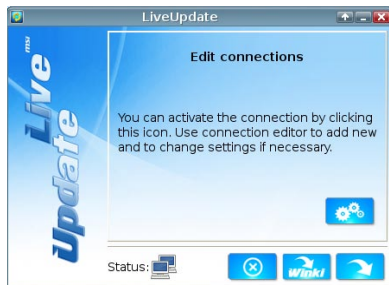 LiveUpdate
msi
Live Update
Edit connections
You can activate the connection by clicking
this icon. Use connection editor to add new
and to change settings if necessary.
Status:
Winki